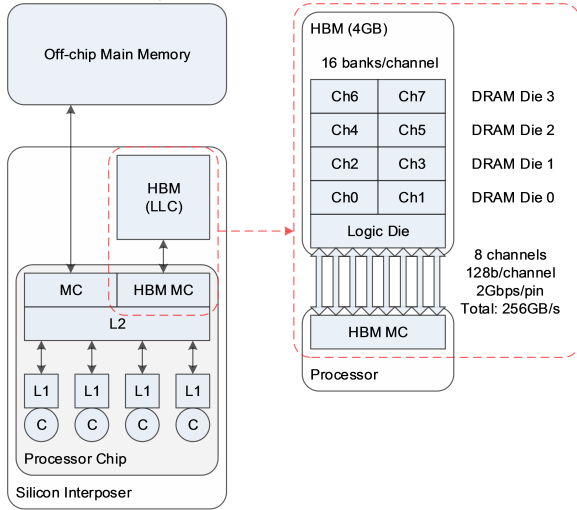 Off-chip Main Memory
HBM
(LLC)
MC
HBM MC
L2
L1
L1
L1
L1
C
C
C
C
Processor Chip
Silicon Interposer
HBM (4GB)
16 banks/channel
Ch6
Ch7
DRAM Die 3
Ch4
Ch5
DRAM Die 2
Ch2
Ch3
DRAM Die 1
Ch0
Ch1
DRAM Die 0
Logic Die
8 channels
128b/channel
2Gbps/pin
Total: 256GB/s
HBM MC
Processor